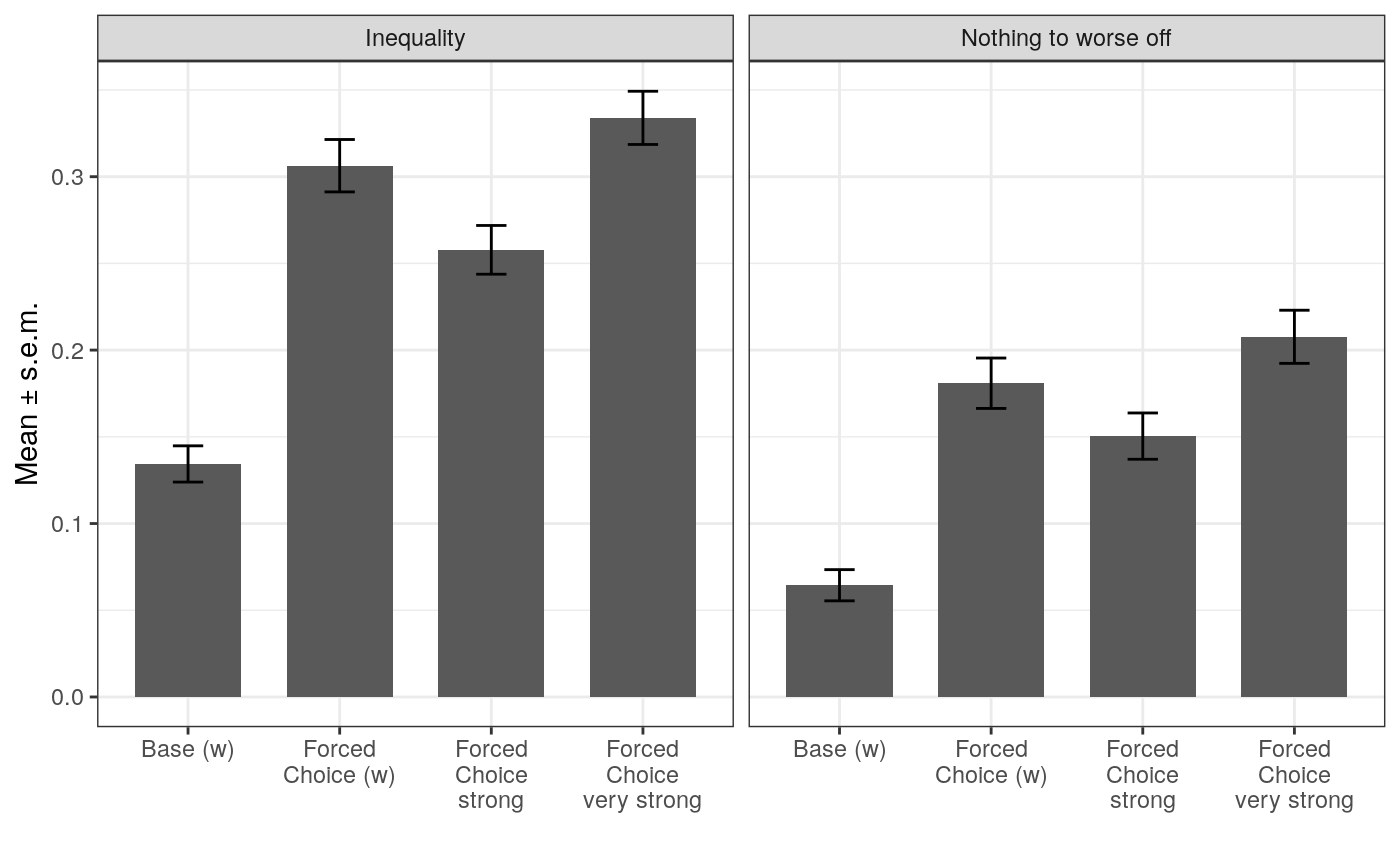 Inequality
Nothing to worse off
Mean ± s.e.m.
0.3
0.2
0.1
0.0
Base (w)
Forced
Choice (w)
Forced
Choice
strong
Forced
Choice
very strong
Base (w)
Forced
Choice (w)
Forced
Choice
strong
Forced
Choice
very strong